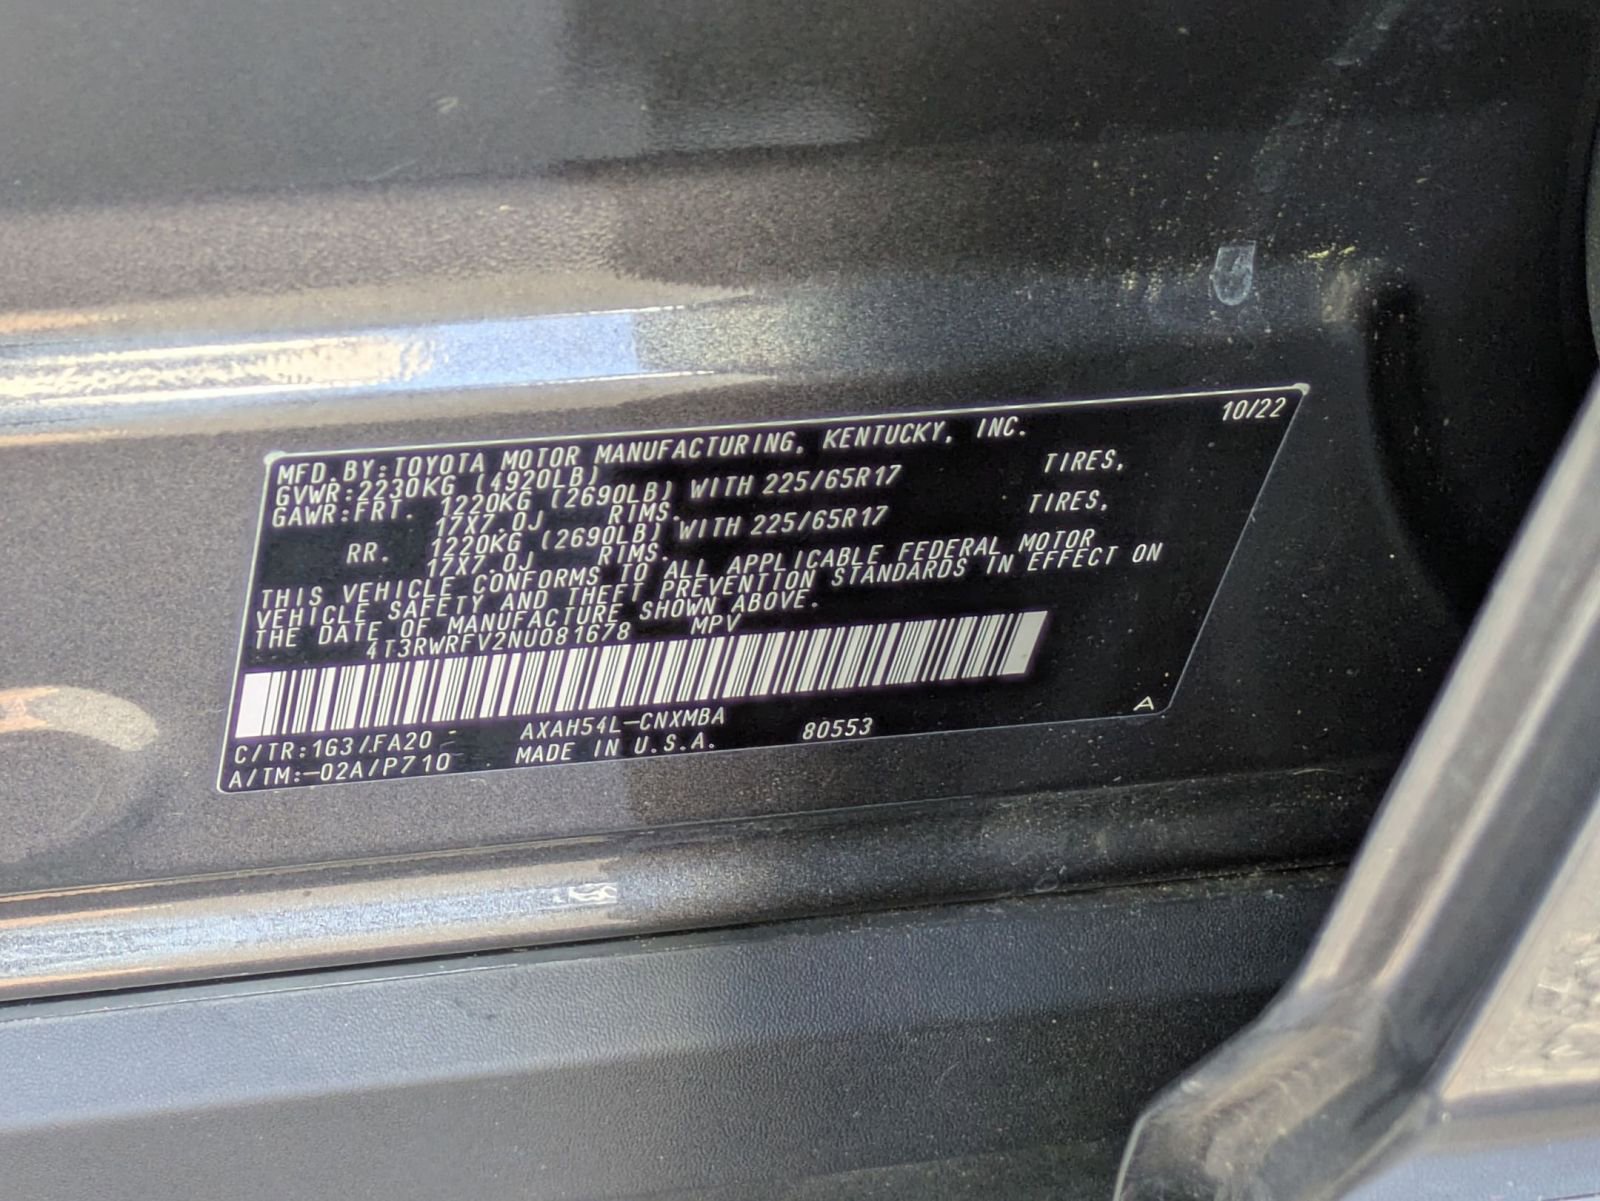 10/22
MFD.BY:TOYOTA MOTOR MANUFACTURING, KENTUCKY, INC.
GVWR:2230KG (4920LB)
GAWR:FRT. 1220KG (2690LB) WITH 225/65R17 TIRES,
17X7.0J RIMS.
RR. 1220KG (2690LB) WITH 225/65R17 TIRES,
17X7.0J RIMS.
THIS VEHICLE CONFORMS TO ALL APPLICABLE FEDERAL MOTOR
VEHICLE SAFETY AND THEFT PREVENTION STANDARDS IN EFFECT ON
THE DATE OF MANUFACTURE SHOWN ABOVE.
4T3RWRFV2NU081678 MPV
C/TR:1G3/FA20 AXAH54L-CNXMBA 80553 A
A/TM:-02A/P710 MADE IN U.S.A.